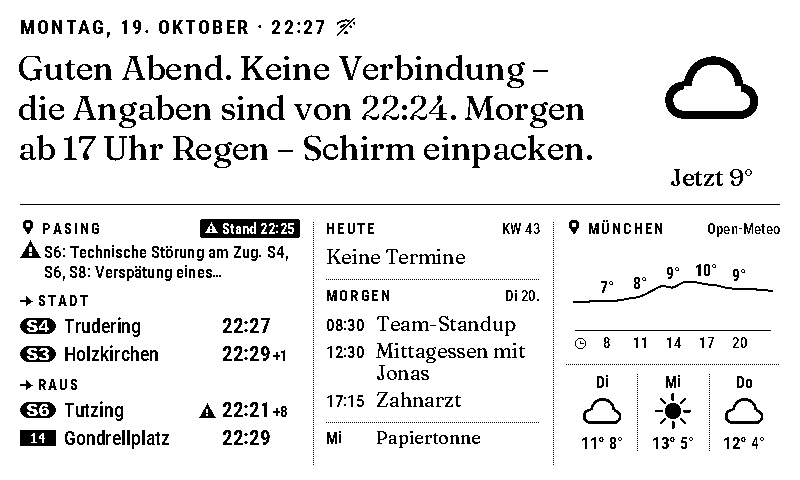 MONTAG, 19. OKTOBER · 22:27
Guten Abend. Keine Verbindung –
die Angaben sind von 22:24. Morgen
ab 17 Uhr Regen – Schirm einpacken.
Jetzt 9°
PASING
Stand 22:25
S6: Technische Störung am Zug. S4,
S6, S8: Verspätung eines…
→ STADT
S4 Trudering 22:27
S3 Holzkirchen 22:29 +1
→ RAUS
S6 Tutzing 22:21 +8
14 Gondrellplatz 22:29
HEUTE KW 43
Keine Termine
MORGEN Di 20.
08:30 Team-Standup
12:30 Mittagessen mit
Jonas
17:15 Zahnarzt
Mi Papiertonne
MÜNCHEN Open-Meteo
7° 8° 9° 10° 9°
8 11 14 17 20
Di Mi Do
11° 8° 13° 5° 12° 4°